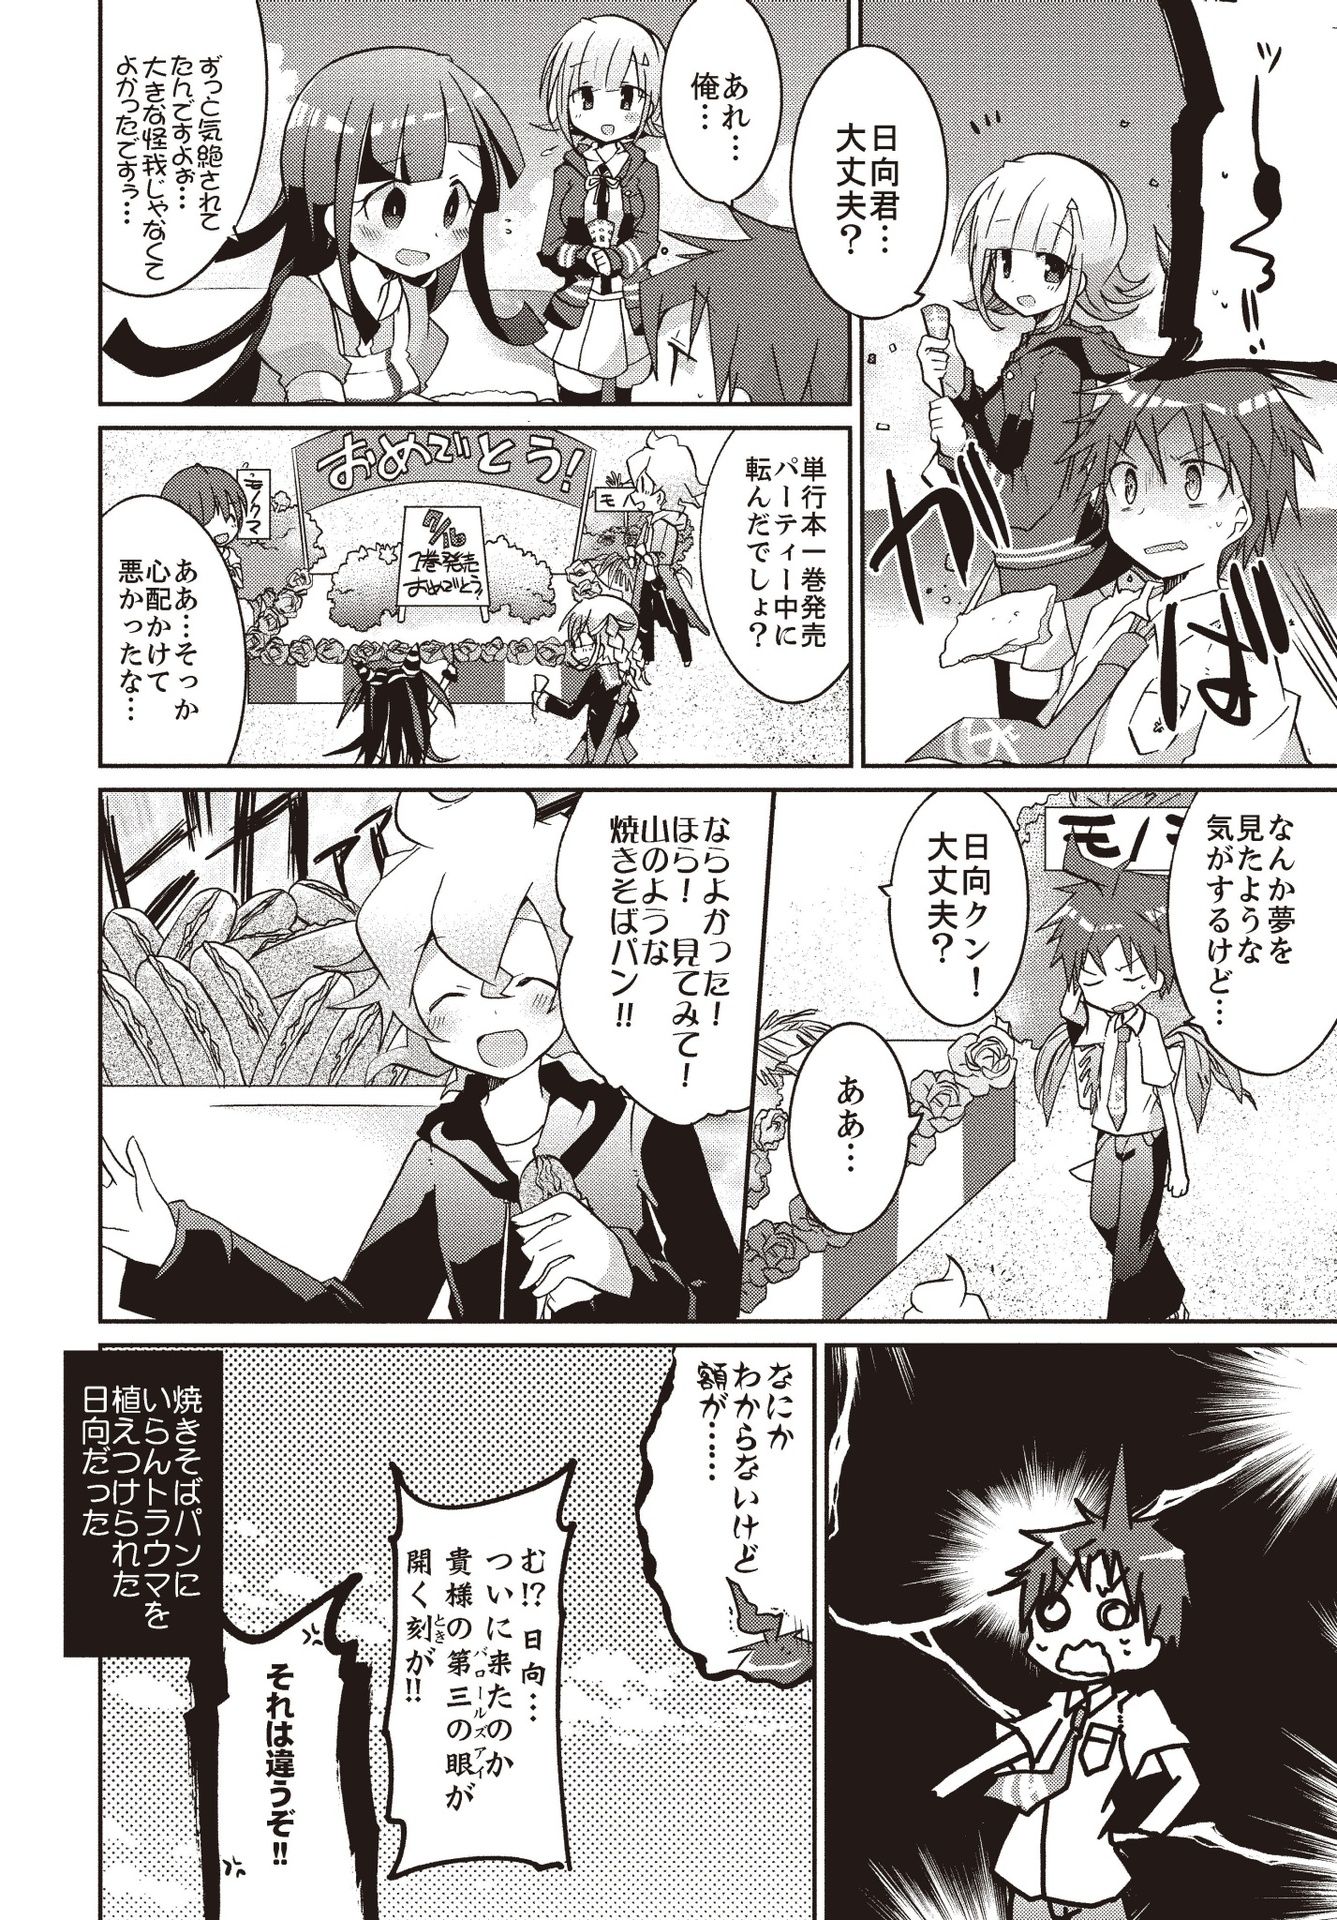 がばっ
日向君…
大丈夫?
あれ…
俺…
ずっと気絶されて
たんですよぉ…
大きな怪我じゃなくて
よかったですぅ…
単行本一巻発売
パーティー中に
転んだでしょ?
おめでとう!
モノクマ
モノ
1巻発売
おめでとう
ああ…そっか
心配かけて
悪かったな…
なんか夢を
見たような
気がするけど…
モノミ
日向クン!
大丈夫?
ああ…
ならよかった!
ほら! 見てみて!
山のような
焼きそばパン!!
なにか
わからないけど
額が……
む!? 日向…
ついに来たのか
貴様の第三の眼が
バロールズアイ
開く刻が!!
とき
それは違うぞ!!
焼きそばパンに
いらんトラウマを
植えつけられた
日向だった